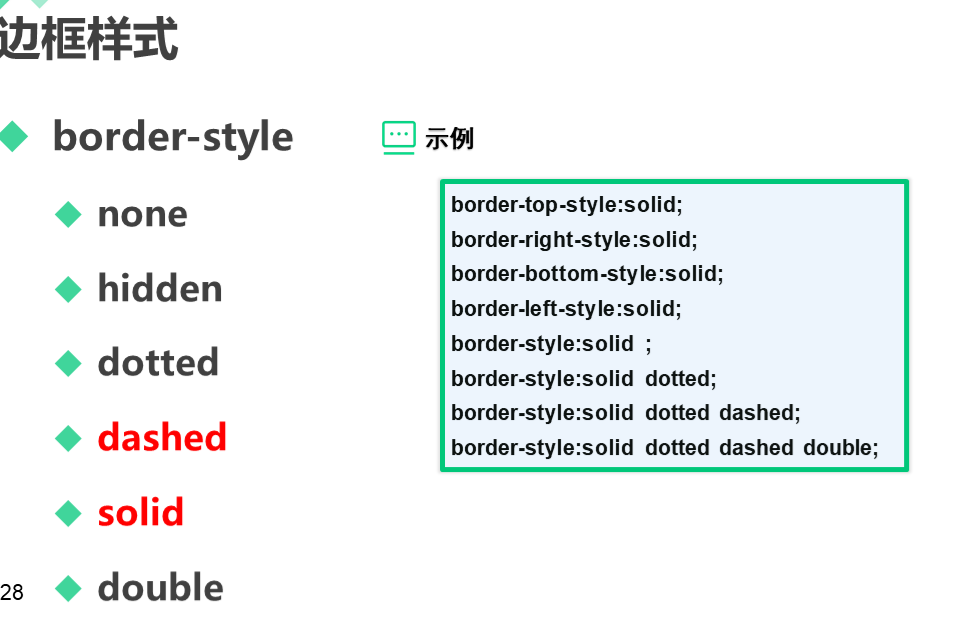 边框样式
border-style
none
hidden
dotted
dashed
solid
double
示例
border-top-style:solid;
border-right-style:solid;
border-bottom-style:solid;
border-left-style:solid;
border-style:solid ;
border-style:solid dotted;
border-style:solid dotted dashed;
border-style:solid dotted dashed double;
28